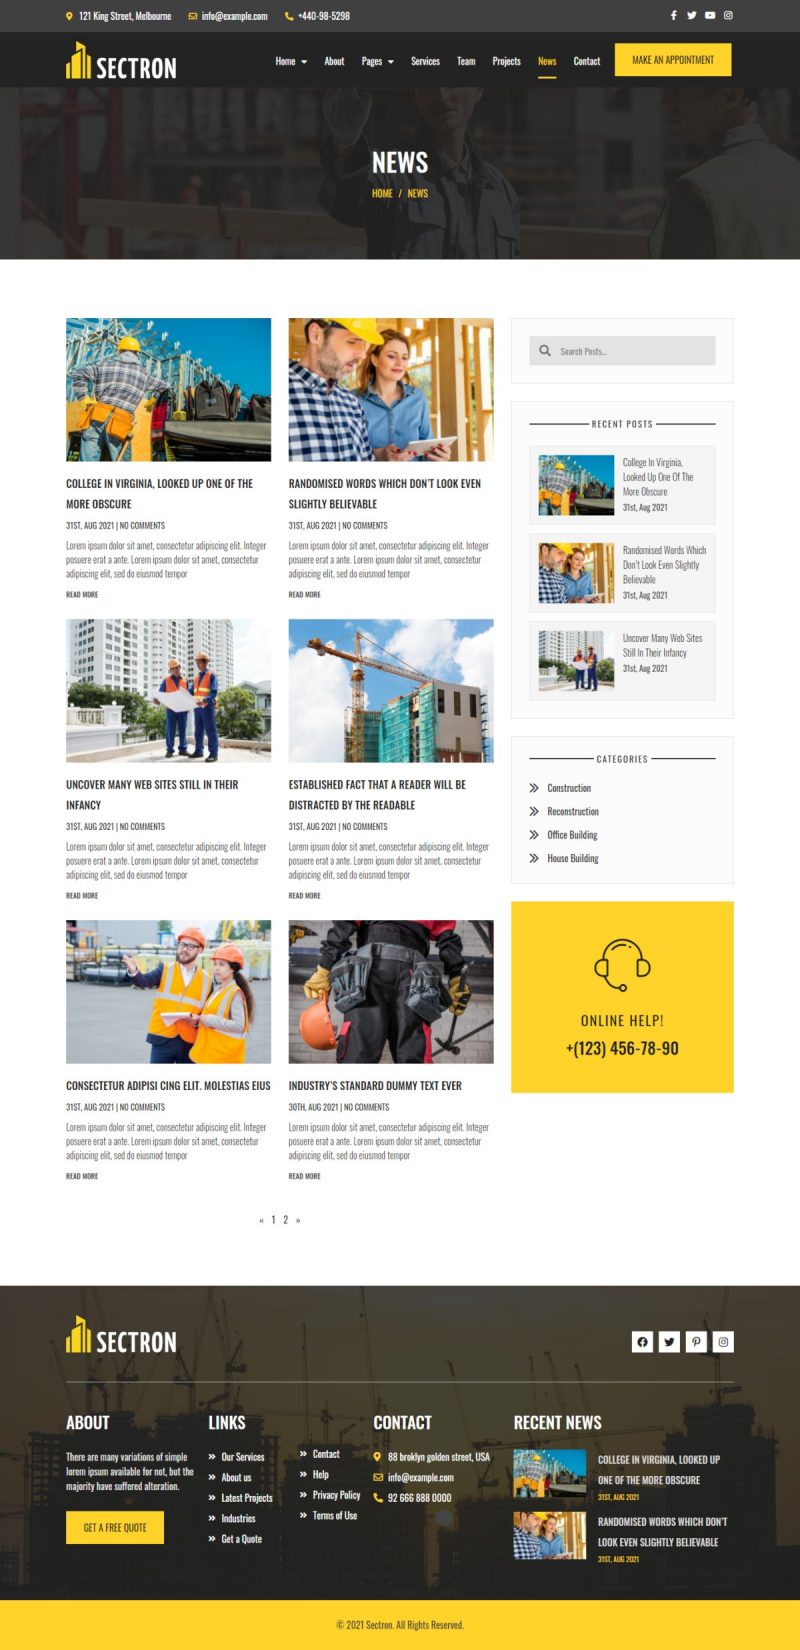 121 King Street, Melbourne info@example.com +440-98-5298
SECTRON
Home About Pages Services Team Projects News Contact MAKE AN APPOINTMENT
NEWS
HOME / NEWS
COLLEGE IN VIRGINIA, LOOKED UP ONE OF THE
MORE OBSCURE
31ST, AUG 2021 | NO COMMENTS
Lorem ipsum dolor sit amet, consectetur adipiscing elit. Integer
posuere erat a ante. Lorem ipsum dolor sit amet, consectetur
adipiscing elit, sed do eiusmod tempor
READ MORE
RANDOMISED WORDS WHICH DON'T LOOK EVEN
SLIGHTLY BELIEVABLE
31ST, AUG 2021 | NO COMMENTS
Lorem ipsum dolor sit amet, consectetur adipiscing elit. Integer
posuere erat a ante. Lorem ipsum dolor sit amet, consectetur
adipiscing elit, sed do eiusmod tempor
READ MORE
UNCOVER MANY WEB SITES STILL IN THEIR
INFANCY
31ST, AUG 2021 | NO COMMENTS
Lorem ipsum dolor sit amet, consectetur adipiscing elit. Integer
posuere erat a ante. Lorem ipsum dolor sit amet, consectetur
adipiscing elit, sed do eiusmod tempor
READ MORE
ESTABLISHED FACT THAT A READER WILL BE
DISTRACTED BY THE READABLE
31ST, AUG 2021 | NO COMMENTS
Lorem ipsum dolor sit amet, consectetur adipiscing elit. Integer
posuere erat a ante. Lorem ipsum dolor sit amet, consectetur
adipiscing elit, sed do eiusmod tempor
READ MORE
CONSECTETUR ADIPISI CING ELIT. MOLESTIAS EIUS
31ST, AUG 2021 | NO COMMENTS
Lorem ipsum dolor sit amet, consectetur adipiscing elit. Integer
posuere erat a ante. Lorem ipsum dolor sit amet, consectetur
adipiscing elit, sed do eiusmod tempor
READ MORE
INDUSTRY'S STANDARD DUMMY TEXT EVER
30TH, AUG 2021 | NO COMMENTS
Lorem ipsum dolor sit amet, consectetur adipiscing elit. Integer
posuere erat a ante. Lorem ipsum dolor sit amet, consectetur
adipiscing elit, sed do eiusmod tempor
READ MORE
« 1 2 »
Search Posts...
RECENT POSTS
College In Virginia,
Looked Up One Of The
More Obscure
31st, Aug 2021
Randomised Words Which
Don't Look Even Slightly
Believable
31st, Aug 2021
Uncover Many Web Sites
Still In Their Infancy
31st, Aug 2021
CATEGORIES
Construction
Reconstruction
Office Building
House Building
ONLINE HELP!
+(123) 456-78-90
SECTRON
ABOUT
There are many variations of simple
lorem ipsum available for not, but the
majority have suffered alteration.
GET A FREE QUOTE
LINKS
Our Services
About us
Latest Projects
Industries
Get a Quote
Contact
Help
Privacy Policy
Terms of Use
CONTACT
88 broklyn golden street, USA
info@example.com
92 666 888 0000
RECENT NEWS
COLLEGE IN VIRGINIA, LOOKED UP
ONE OF THE MORE OBSCURE
31ST, AUG 2021
RANDOMISED WORDS WHICH DON'T
LOOK EVEN SLIGHTLY BELIEVABLE
31ST, AUG 2021
© 2021 Sectron. All Rights Reserved.